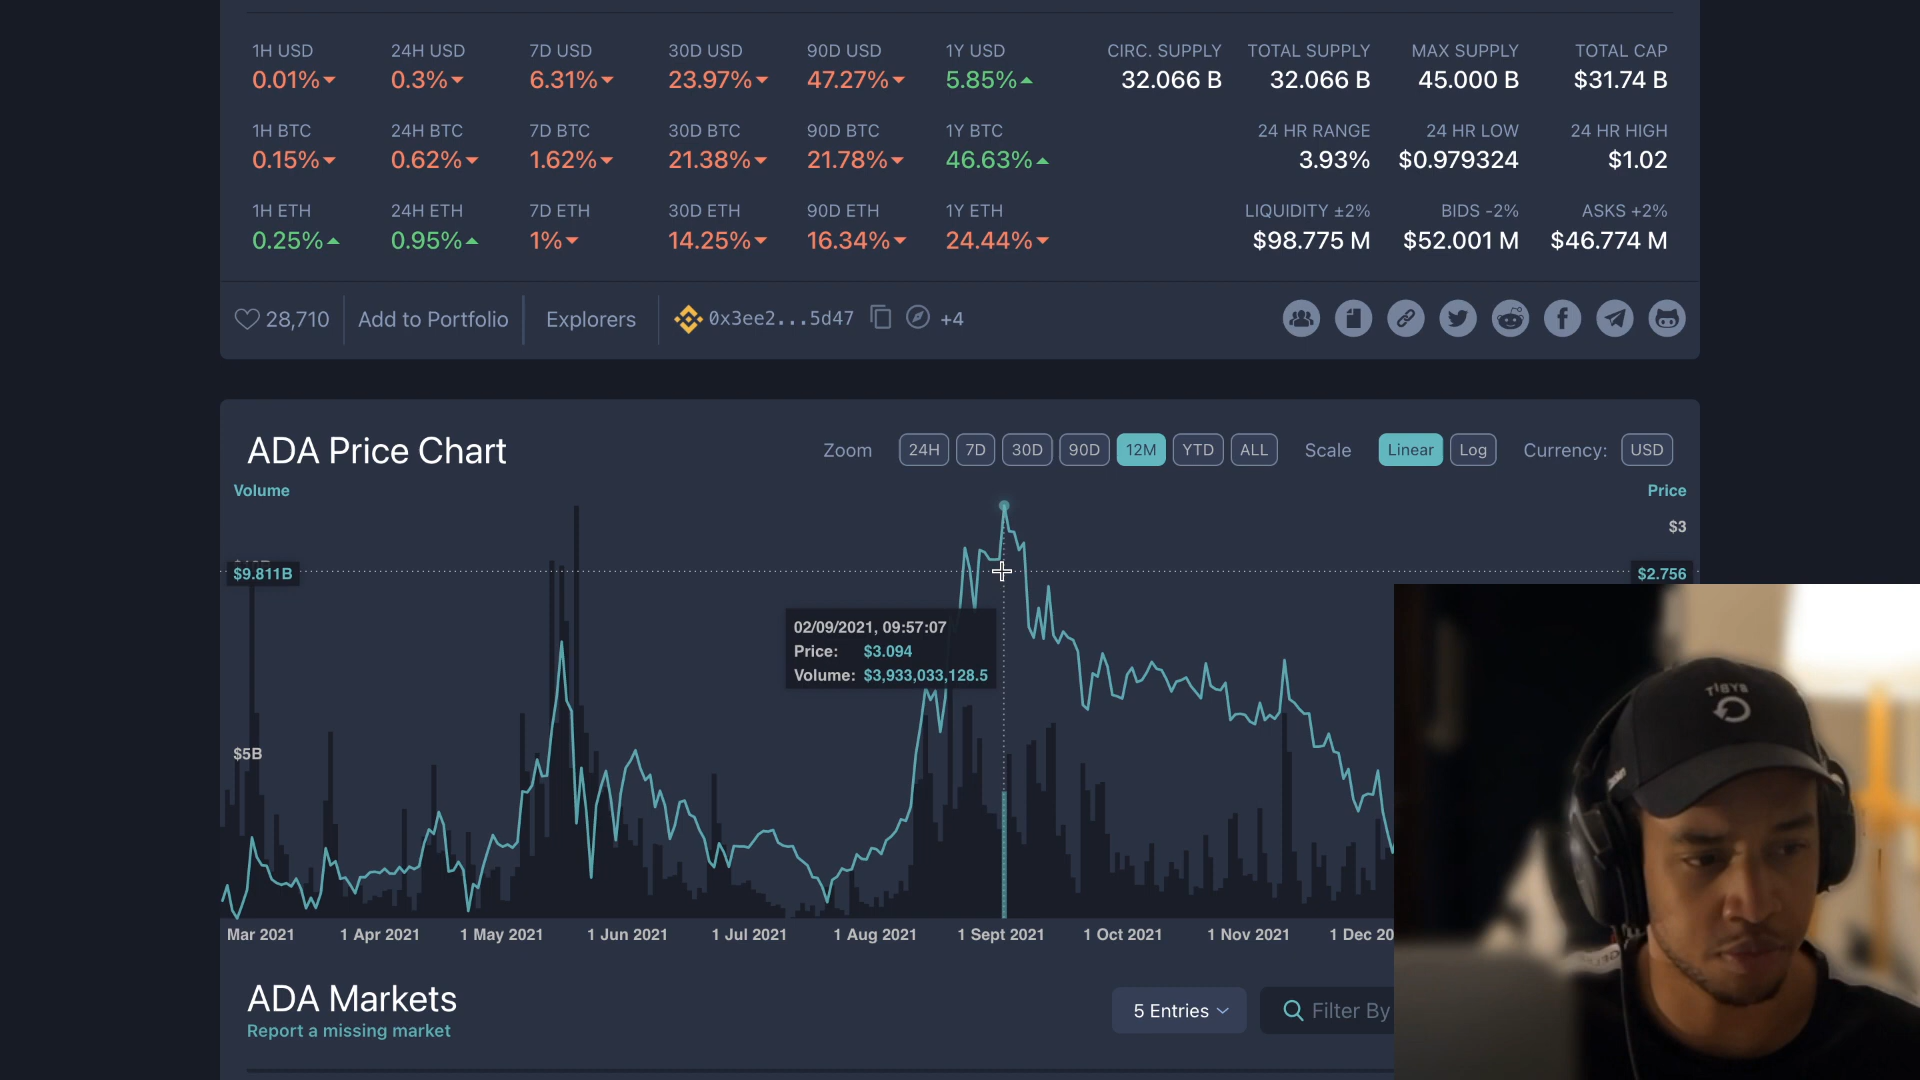 1H USD 24H USD 7D USD 30D USD 90D USD 1Y USD CIRC. SUPPLY TOTAL SUPPLY MAX SUPPLY TOTAL CAP
0.01% 0.3% 6.31% 23.97% 47.27% 5.85% 32.066 B 32.066 B 45.000 B $31.74 B
1H BTC 24H BTC 7D BTC 30D BTC 90D BTC 1Y BTC 24 HR RANGE 24 HR LOW 24 HR HIGH
0.15% 0.62% 1.62% 21.38% 21.78% 46.63% 3.93% $0.979324 $1.02
1H ETH 24H ETH 7D ETH 30D ETH 90D ETH 1Y ETH LIQUIDITY ±2% BIDS -2% ASKS +2%
0.25% 0.95% 1% 14.25% 16.34% 24.44% $98.775 M $52.001 M $46.774 M
28,710 Add to Portfolio Explorers 0x3ee2...5d47 +4
ADA Price Chart Zoom 24H 7D 30D 90D 12M YTD ALL Scale Linear Log Currency: USD
Volume Price
$3
$9.811B $2.756
02/09/2021, 09:57:07
Price: $3.094
Volume: $3,933,033,128.5
$5B
Mar 2021 1 Apr 2021 1 May 2021 1 Jun 2021 1 Jul 2021 1 Aug 2021 1 Sept 2021 1 Oct 2021 1 Nov 2021 1 Dec 20
ADA Markets 5 Entries Filter By
Report a missing market